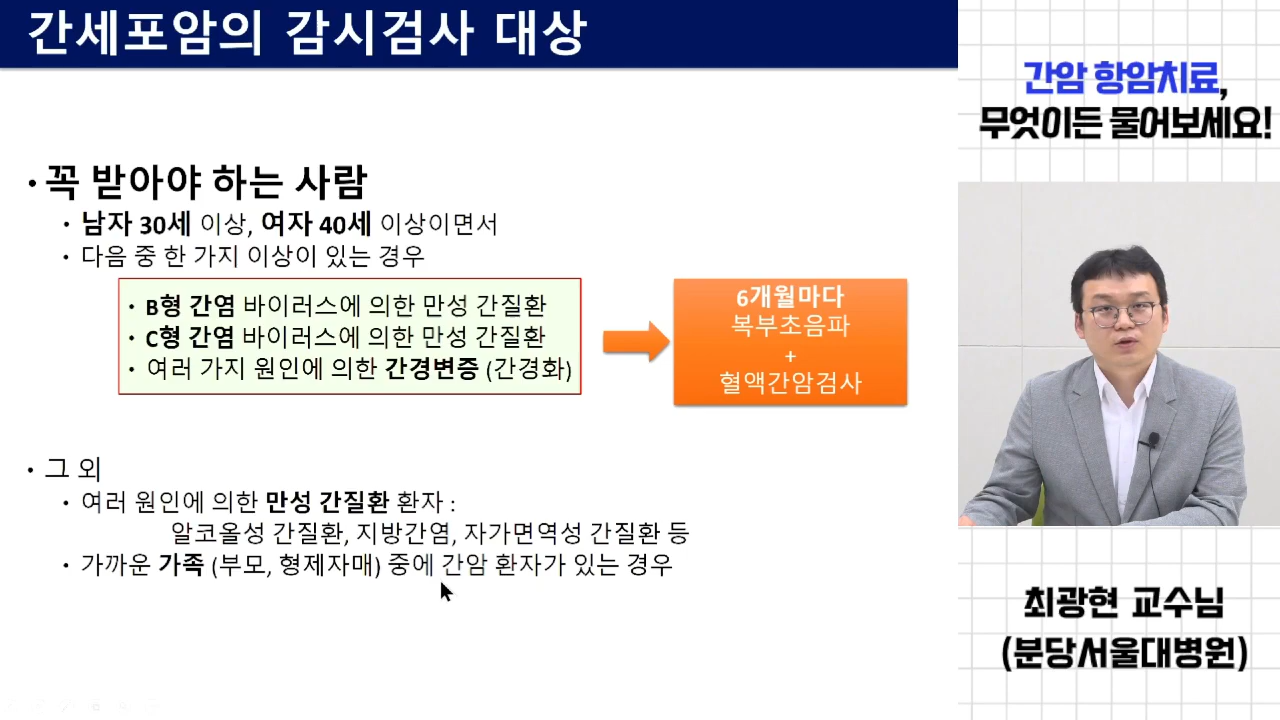 간세포암의 감시검사 대상
간암 항암치료,
무엇이든 물어보세요!
• 꼭 받아야 하는 사람
• 남자 30세 이상, 여자 40세 이상이면서
• 다음 중 한 가지 이상이 있는 경우
• B형 간염 바이러스에 의한 만성 간질환
• C형 간염 바이러스에 의한 만성 간질환
• 여러 가지 원인에 의한 간경변증 (간경화)
6개월마다
복부초음파
+
혈액간암검사
• 그 외
• 여러 원인에 의한 만성 간질환 환자 :
알코올성 간질환, 지방간염, 자가면역성 간질환 등
• 가까운 가족 (부모, 형제자매) 중에 간암 환자가 있는 경우
최광현 교수님
(분당서울대병원)